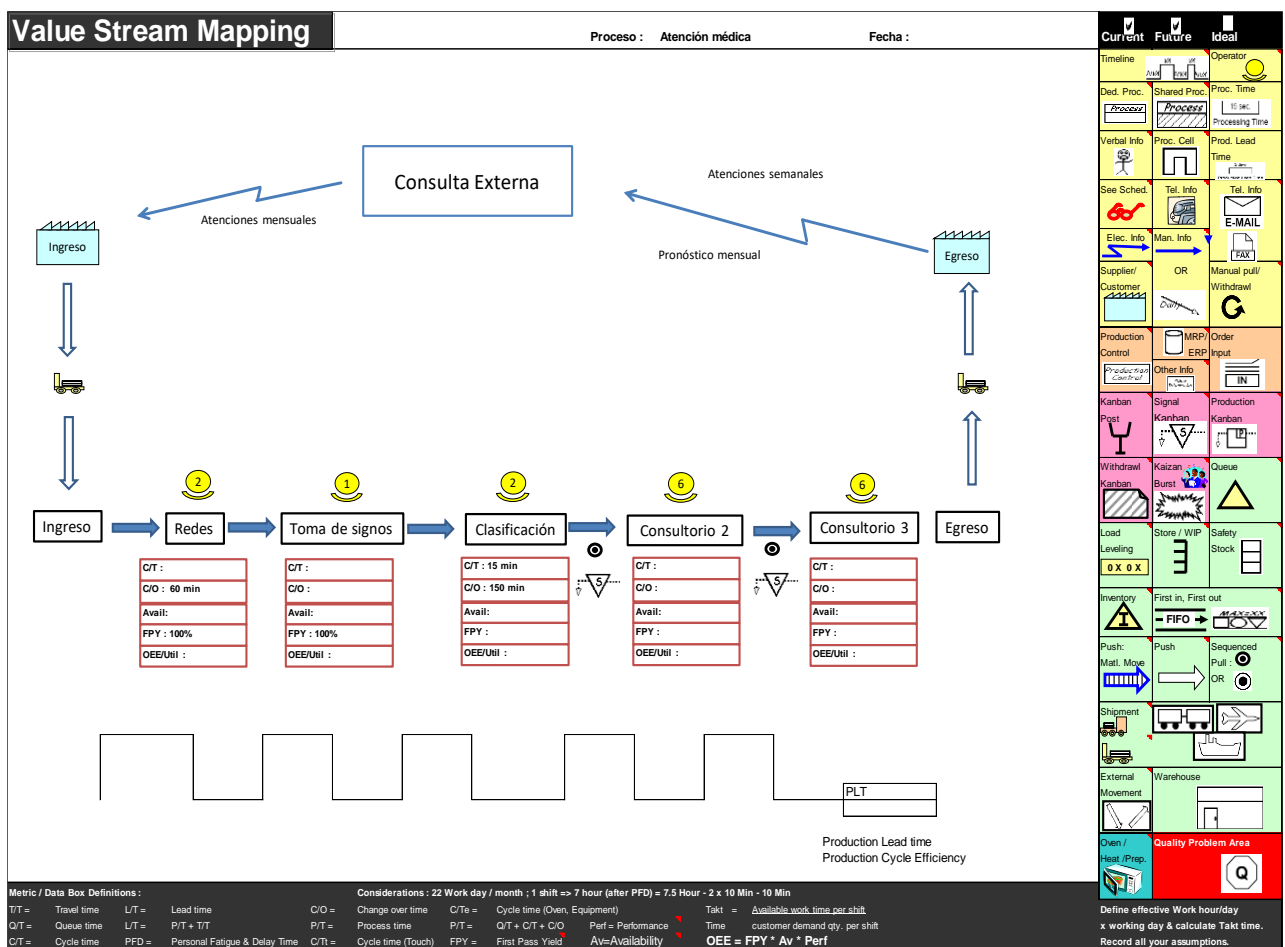 Value Stream Mapping
Proceso : Atención médica Fecha :
Consulta Externa
Atenciones semanales
Atenciones mensuales
Pronóstico mensual
Ingreso
Egreso
2 1 2 6 6
Ingreso Redes Toma de signos Clasificación Consultorio 2 Consultorio 3 Egreso
S S
C/T :
C/O : 60 min
Avail:
FPY : 100%
OEE/Util :
C/T :
C/O :
Avail:
FPY : 100%
OEE/Util :
C/T : 15 min
C/O : 150 min
Avail:
FPY :
OEE/Util :
C/T :
C/O :
Avail:
FPY :
OEE/Util :
C/T :
C/O :
Avail:
FPY :
OEE/Util :
PLT
Production Lead time
Production Cycle Efficiency
Current Future Ideal
Timeline Operator
Ded. Proc. Shared Proc. Proc. Time
Process Process 15 sec.
Processing Time
Verbal Info Proc. Cell Prod. Lead
Time
See Sched. Tel. Info Tel. Info
E-MAIL
Elec. Info Man. Info
FAX
Supplier/ OR Manual pull/
Customer Withdrawl
Daily
Production MRP/ Order
Control ERP Input
Production
Control
Other Info
IN
Kanban Signal Production
Post Kanban Kanban
S P
Withdrawl Kaizan Queue
Kanban Burst
Load Store / WIP Safety
Leveling Stock
0 X 0 X
Inventory First in, First out
I FIFO MAX=XX
Push: Push Sequenced
Matl. Move Pull :
OR
Shipment
External Warehouse
Movement
Oven / Quality Problem Area
Heat /Prep.
Q
Metric / Data Box Definitions : Considerations : 22 Work day / month ; 1 shift => 7 hour (after PFD) = 7.5 Hour - 2 x 10 Min - 10 Min
T/T = Travel time L/T = Lead time C/O = Change over time C/Te = Cycle time (Oven, Equipment) Takt = Available work time per shift
Q/T = Queue time L/T = P/T + T/T P/T = Process time P/T = Q/T + C/T + C/O Perf = Performance Time customer demand qty. per shift
C/T = Cycle time PFD = Personal Fatigue & Delay Time C/Tt = Cycle time (Touch) FPY = First Pass Yield Av=Availability OEE = FPY * Av * Perf
Define effective Work hour/day
x working day & calculate Takt time.
Record all your assumptions.